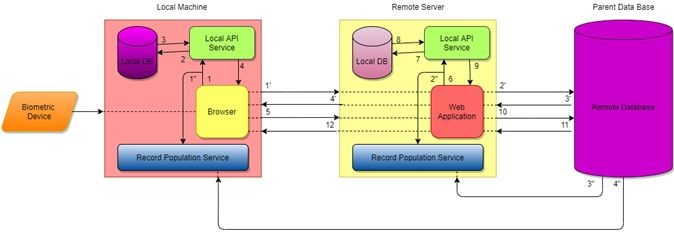 Local Machine
Remote Server
Parent Data Base
Local DB
3
2
Local API
Service
4
1"
1
Browser
Biometric
Device
Record Population Service
1'
4'
5
12
Local DB
8
7
Local API
Service
9
2"
6
Web
Application
Record Population Service
2'
3'
10
11
Remote Database
3"
4"